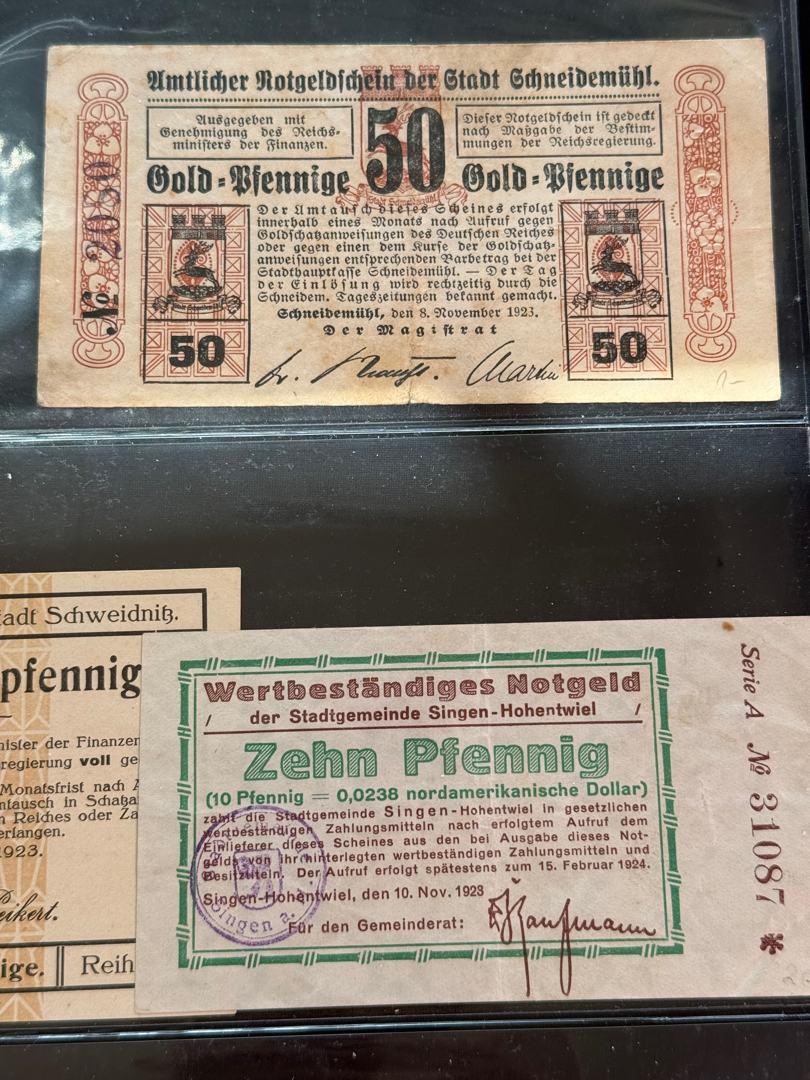 Amtlicher Notgeldschein der Stadt Schneidemühl.
Ausgegeben mit
Genehmigung des Reichs-
ministers der Finanzen.
50
Dieser Notgeldschein ist gedeckt
nach Maßgabe der Bestim-
mungen der Reichsregierung.
Gold-Pfennige
Gold-Pfennige
Der Umtausch dieses Scheines erfolgt
innerhalb eines Monats nach Aufruf gegen
Goldschatzanweisungen des Deutschen Reiches
oder gegen einen dem Kurse der Goldschatz-
anweisungen entsprechenden Barbetrag bei der
Stadthauptkasse Schneidemühl. — Der Tag
der Einlösung wird rechtzeitig durch die
Schneidem. Tageszeitungen bekannt gemacht.
Schneidemühl, den 8. November 1923.
Der Magistrat
50
50
№ 2030
tadt Schweidnitz.
pfennig
nister der Finanzen
regierung voll ge
Monatsfrist nach A
ntausch in Schatza
n Reiches oder Za
erlangen.
1923.
eikert.
ige. Reih
Wertbeständiges Notgeld
/ der Stadtgemeinde Singen-Hohentwiel /
Zehn Pfennig
(10 Pfennig = 0,0238 nordamerikanische Dollar)
zahlt die Stadtgemeinde Singen-Hohentwiel in gesetzlichen
wertbeständigen Zahlungsmitteln nach erfolgtem Aufruf dem
Einlieferer dieses Scheines aus den bei Ausgabe dieses Not-
gelds von ihr hinterlegten wertbeständigen Zahlungsmitteln und
Besitztiteln. Der Aufruf erfolgt spätestens zum 15. Februar 1924.
Singen-Hohentwiel, den 10. Nov. 1923
Für den Gemeinderat: Kaufmann
Singen a.
Serie A № 31087 *